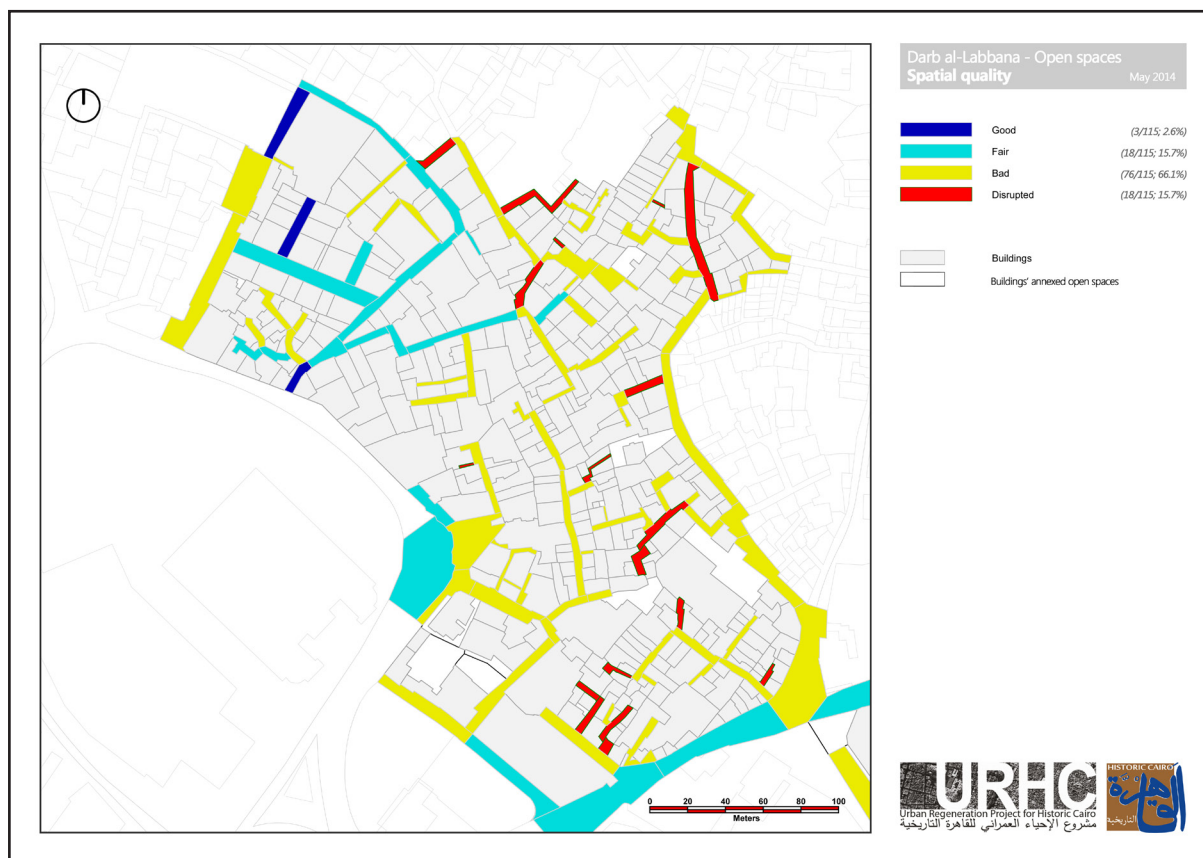 Darb al-Labbana - Open spaces
Spatial quality May 2014
Good (3/115; 2.6%)
Fair (18/115; 15.7%)
Bad (76/115; 66.1%)
Disrupted (18/115; 15.7%)
Buildings
Buildings' annexed open spaces
0 20 40 60 80 100
Meters
URHC
Urban Regeneration Project for Historic Cairo
مشروع الإحياء العمراني للقاهرة التاريخية
HISTORIC CAIRO
القاهرة
التاريخية